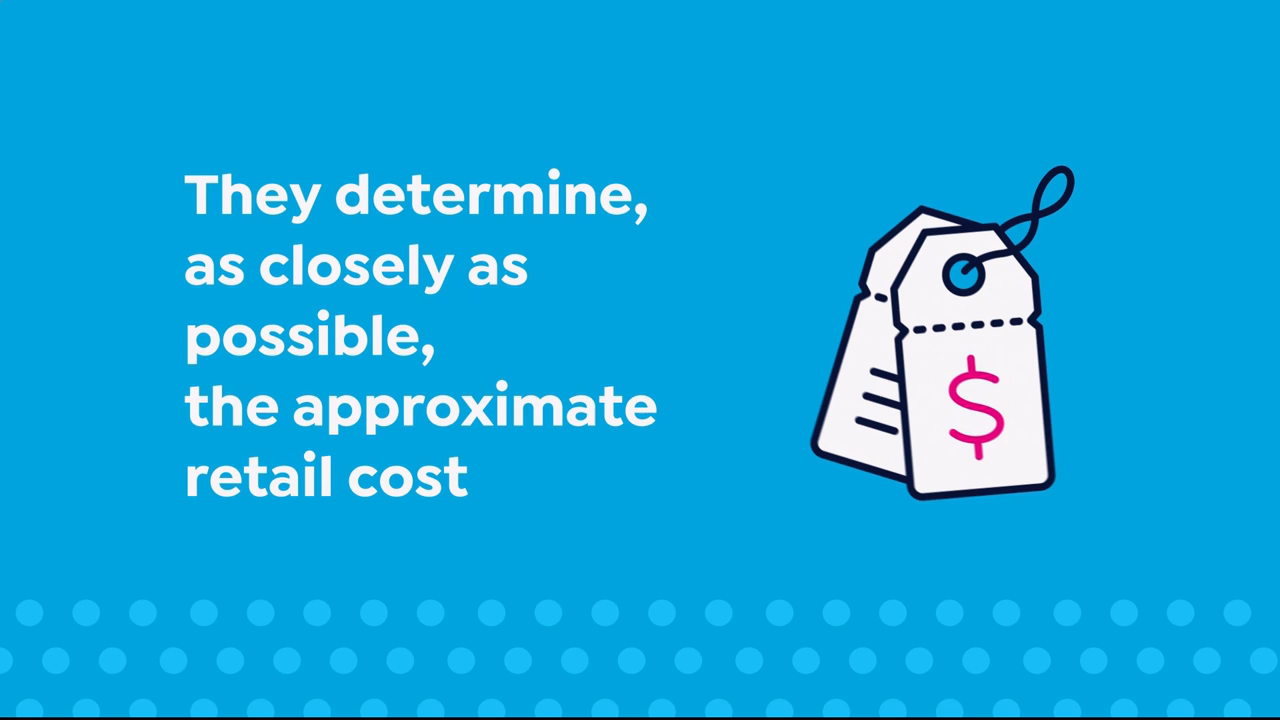 They determine,
as closely as
possible,
the approximate
retail cost
$